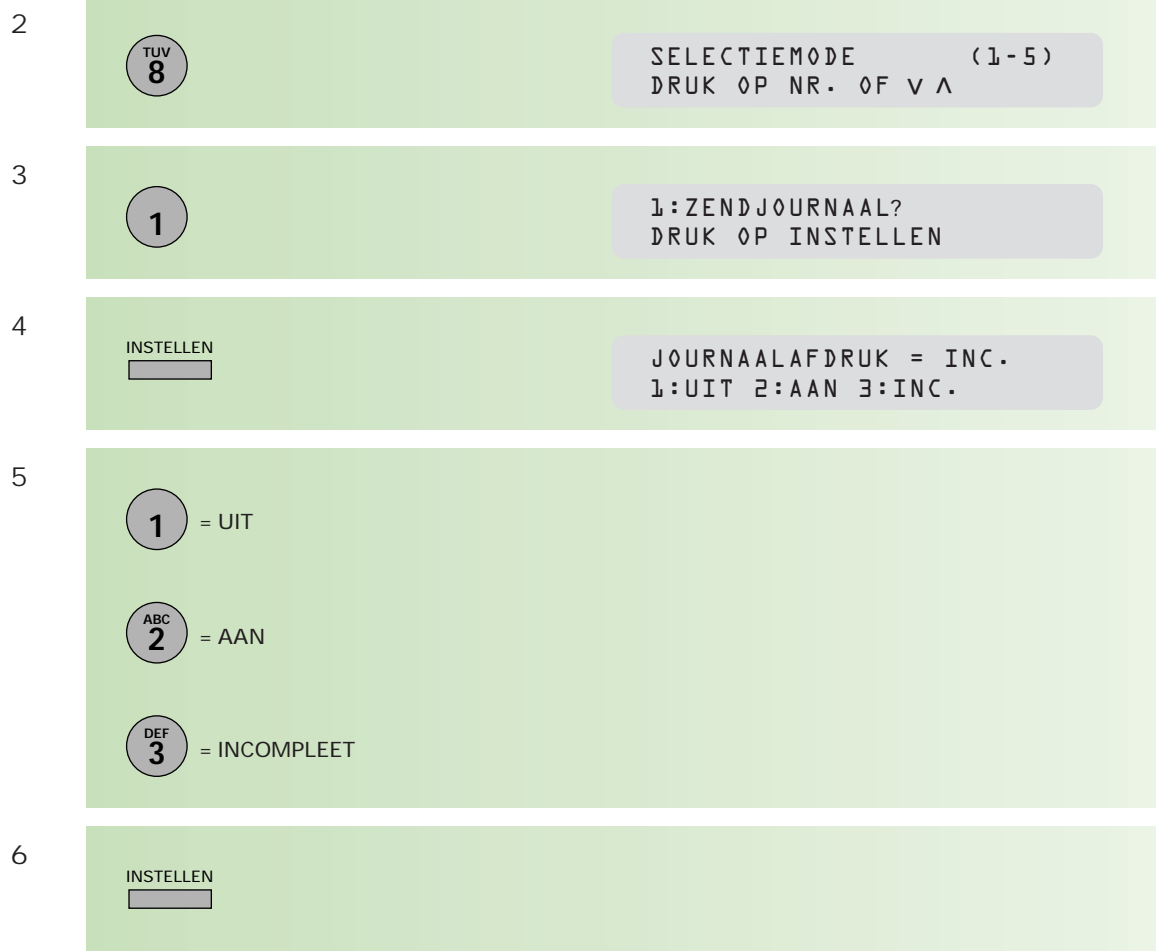 2
TUV
8
SELECTIEMODE (1-5)
DRUK OP NR. OF ∨ ∧
3
1
1:ZENDJOURNAAL?
DRUK OP INSTELLEN
4
INSTELLEN
JOURNAALAFDRUK = INC.
1:UIT 2:AAN 3:INC.
5
1 = UIT
ABC
2 = AAN
DEF
3 = INCOMPLEET
6
INSTELLEN